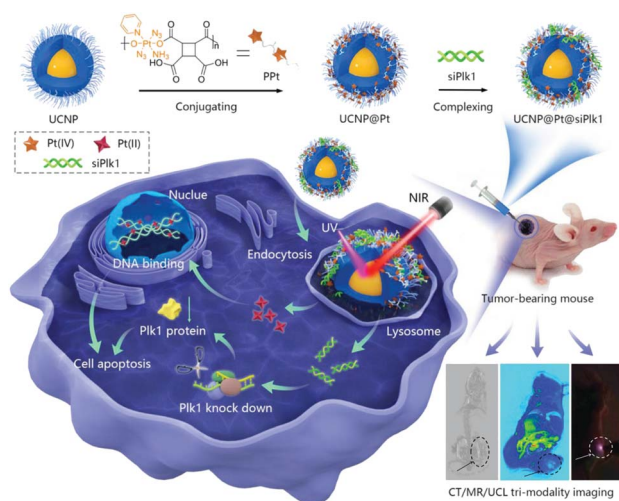 N₃
O
O
O
O
Pt
n
N₃
NH₃
HO
O
O
OH
=
PPt
UCNP
Conjugating
UCNP@Pt
siPlk1
Complexing
UCNP@Pt@siPlk1
Pt(IV)
Pt(II)
siPlk1
Nuclue
DNA binding
Endocytosis
UV
NIR
Lysosome
Plk1 protein
Cell apoptosis
Plk1 knock down
Tumor-bearing mouse
CT/MR/UCL tri-modality imaging